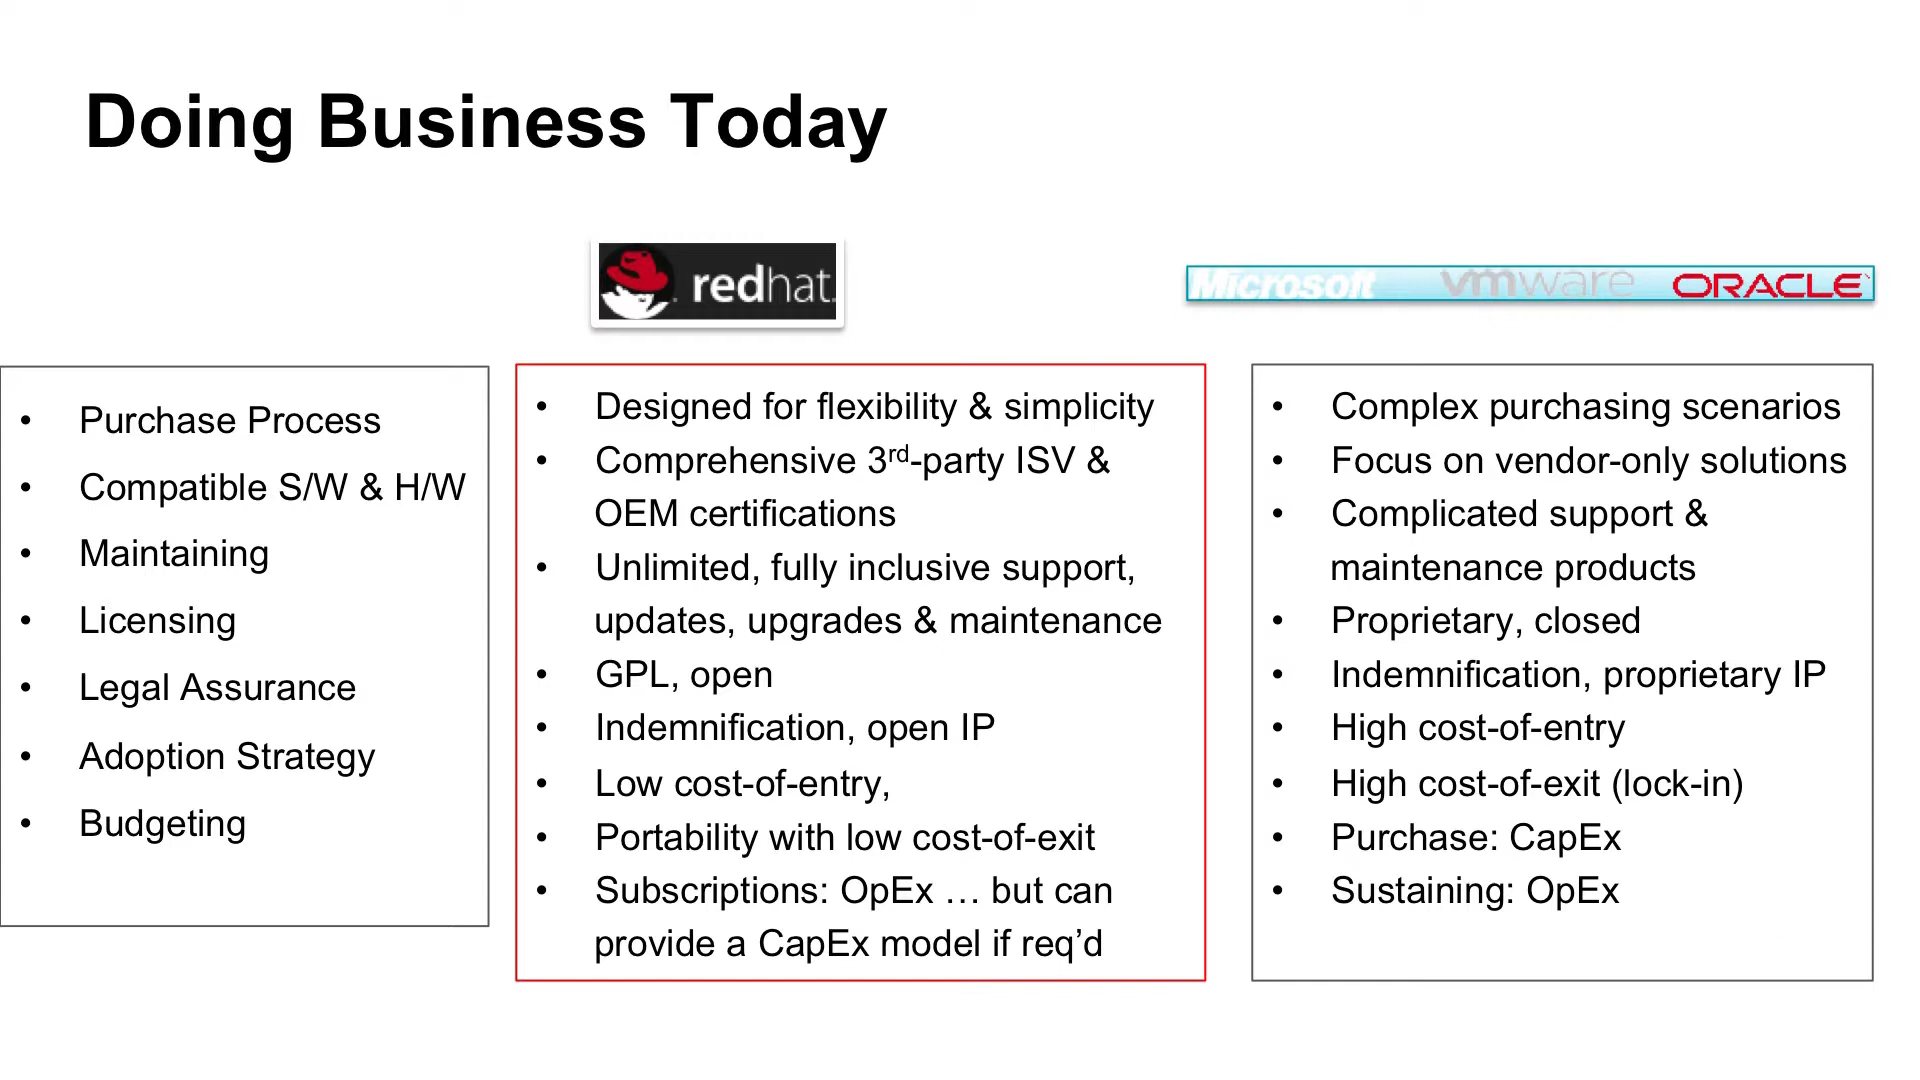 Doing Business Today
redhat.
Microsoft vmware ORACLE
• Purchase Process
• Compatible S/W & H/W
• Maintaining
• Licensing
• Legal Assurance
• Adoption Strategy
• Budgeting
• Designed for flexibility & simplicity
• Comprehensive 3rd-party ISV &
OEM certifications
• Unlimited, fully inclusive support,
updates, upgrades & maintenance
• GPL, open
• Indemnification, open IP
• Low cost-of-entry,
• Portability with low cost-of-exit
• Subscriptions: OpEx … but can
provide a CapEx model if req’d
• Complex purchasing scenarios
• Focus on vendor-only solutions
• Complicated support &
maintenance products
• Proprietary, closed
• Indemnification, proprietary IP
• High cost-of-entry
• High cost-of-exit (lock-in)
• Purchase: CapEx
• Sustaining: OpEx